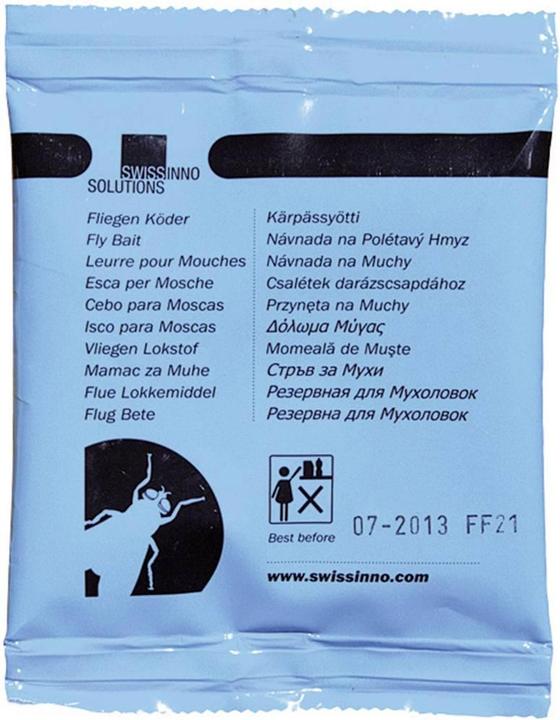 SWISSINNO
SOLUTIONS
Fliegen Köder
Fly Bait
Leurre pour Mouches
Esca per Mosche
Cebo para Moscas
Isco para Moscas
Vliegen Lokstof
Mamac za Muhe
Flue Lokkemiddel
Flug Bete
Kärpässyötti
Návnada na Polétavý Hmyz
Návnada na Muchy
Csalétek darázscsapdához
Przynęta na Muchy
Δόλωμα Μύγας
Momeală de Muşte
Стръв за Мухи
Резервная для Мухоловок
Резервна для Мухоловок
Best before
07-2013 FF21
www.swissinno.com